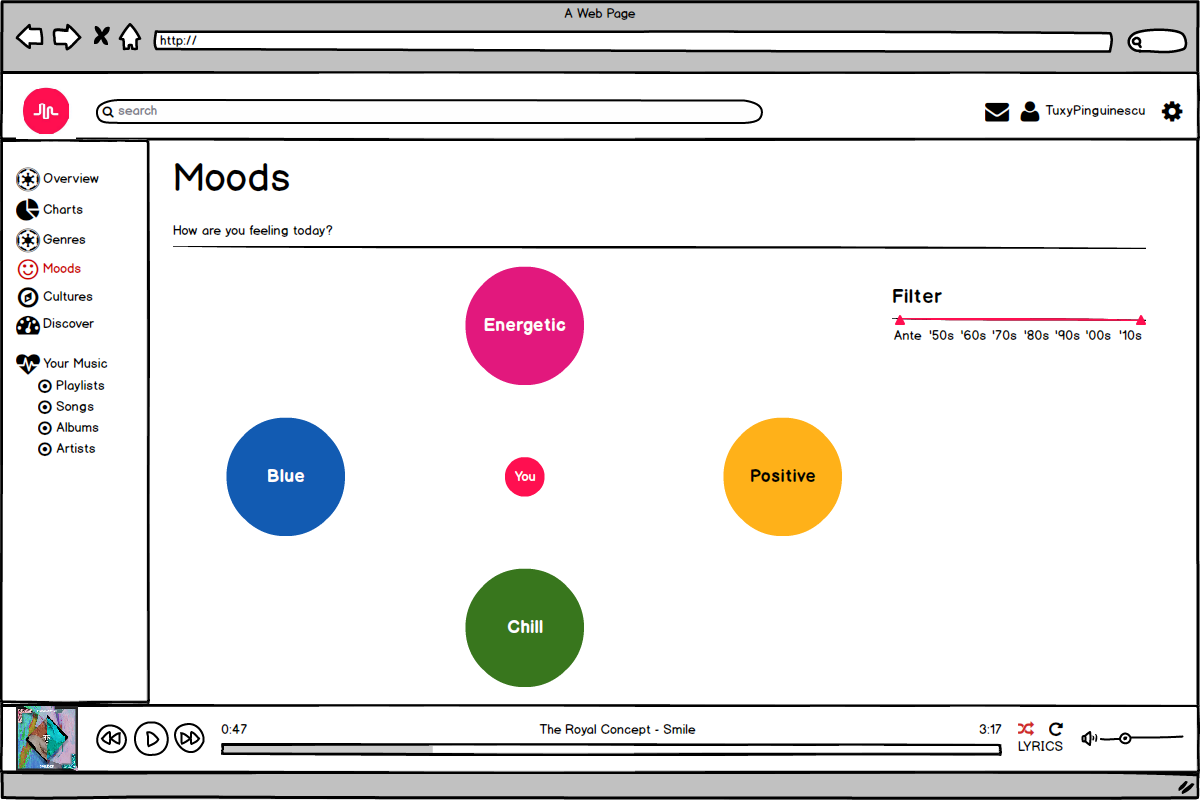 A Web Page
http://
search
TuxyPinguinescu
Overview
Charts
Genres
Moods
Cultures
Discover
Your Music
Playlists
Songs
Albums
Artists
Moods
How are you feeling today?
Energetic
Blue
You
Positive
Chill
Filter
Ante '50s '60s '70s '80s '90s '00s '10s
0:47
The Royal Concept - Smile
3:17
LYRICS